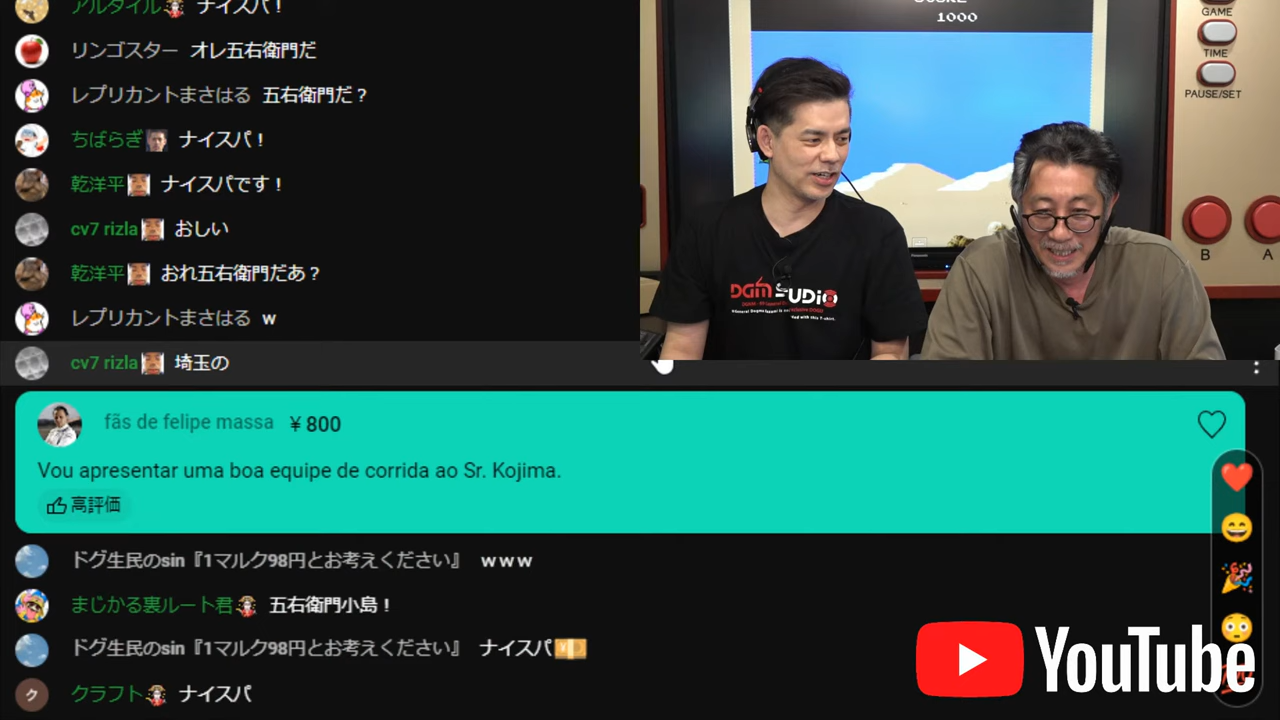 アルタイル ナイスパ！
リンゴスター オレ五右衛門だ
レプリカントまさはる 五右衛門だ？
ちばらぎ ナイスパ！
乾洋平 ナイスパです！
cv7 rizla おしい
乾洋平 おれ五右衛門だあ？
レプリカントまさはる w
cv7 rizla 埼玉の
fãs de felipe massa ￥800
Vou apresentar uma boa equipe de corrida ao Sr. Kojima.
高評価
ドグ生民のsin『1マルク98円とお考えください』 www
まじかる裏ルート君 五右衛門小島！
ドグ生民のsin『1マルク98円とお考えください』 ナイスパ
ク クラフト ナイスパ
1000
GAME
TIME
PAUSE/SET
B
A
YouTube